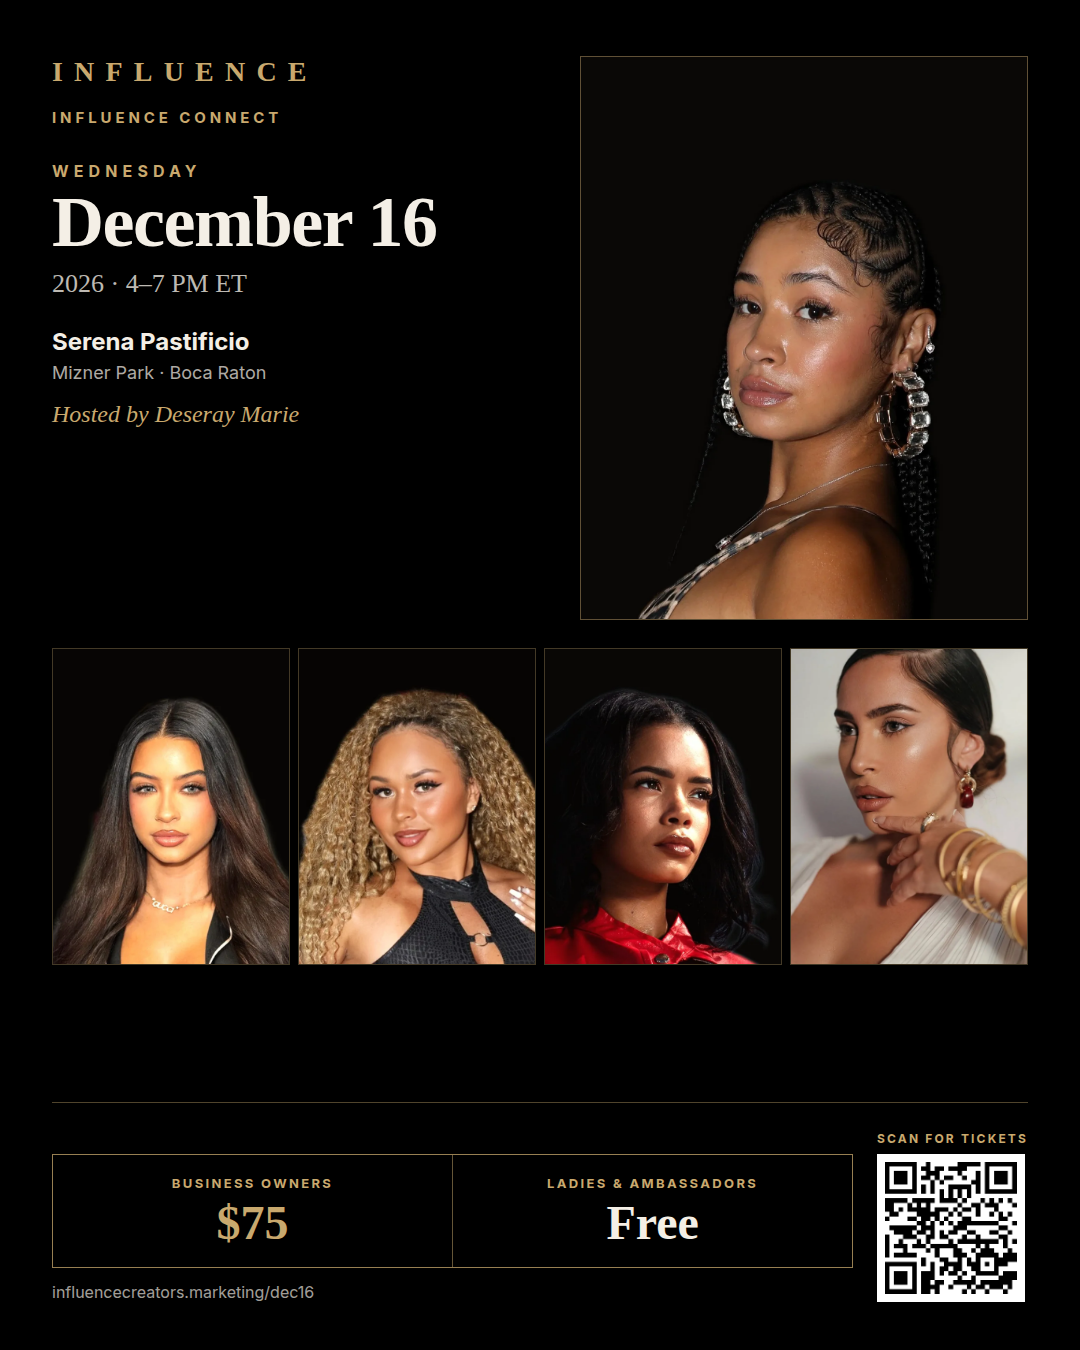 INFLUENCE
INFLUENCE CONNECT
WEDNESDAY
December 16
2026 · 4–7 PM ET
Serena Pastificio
Mizner Park · Boca Raton
Hosted by Deseray Marie
SCAN FOR TICKETS
BUSINESS OWNERS
$75
LADIES & AMBASSADORS
Free
influencecreators.marketing/dec16